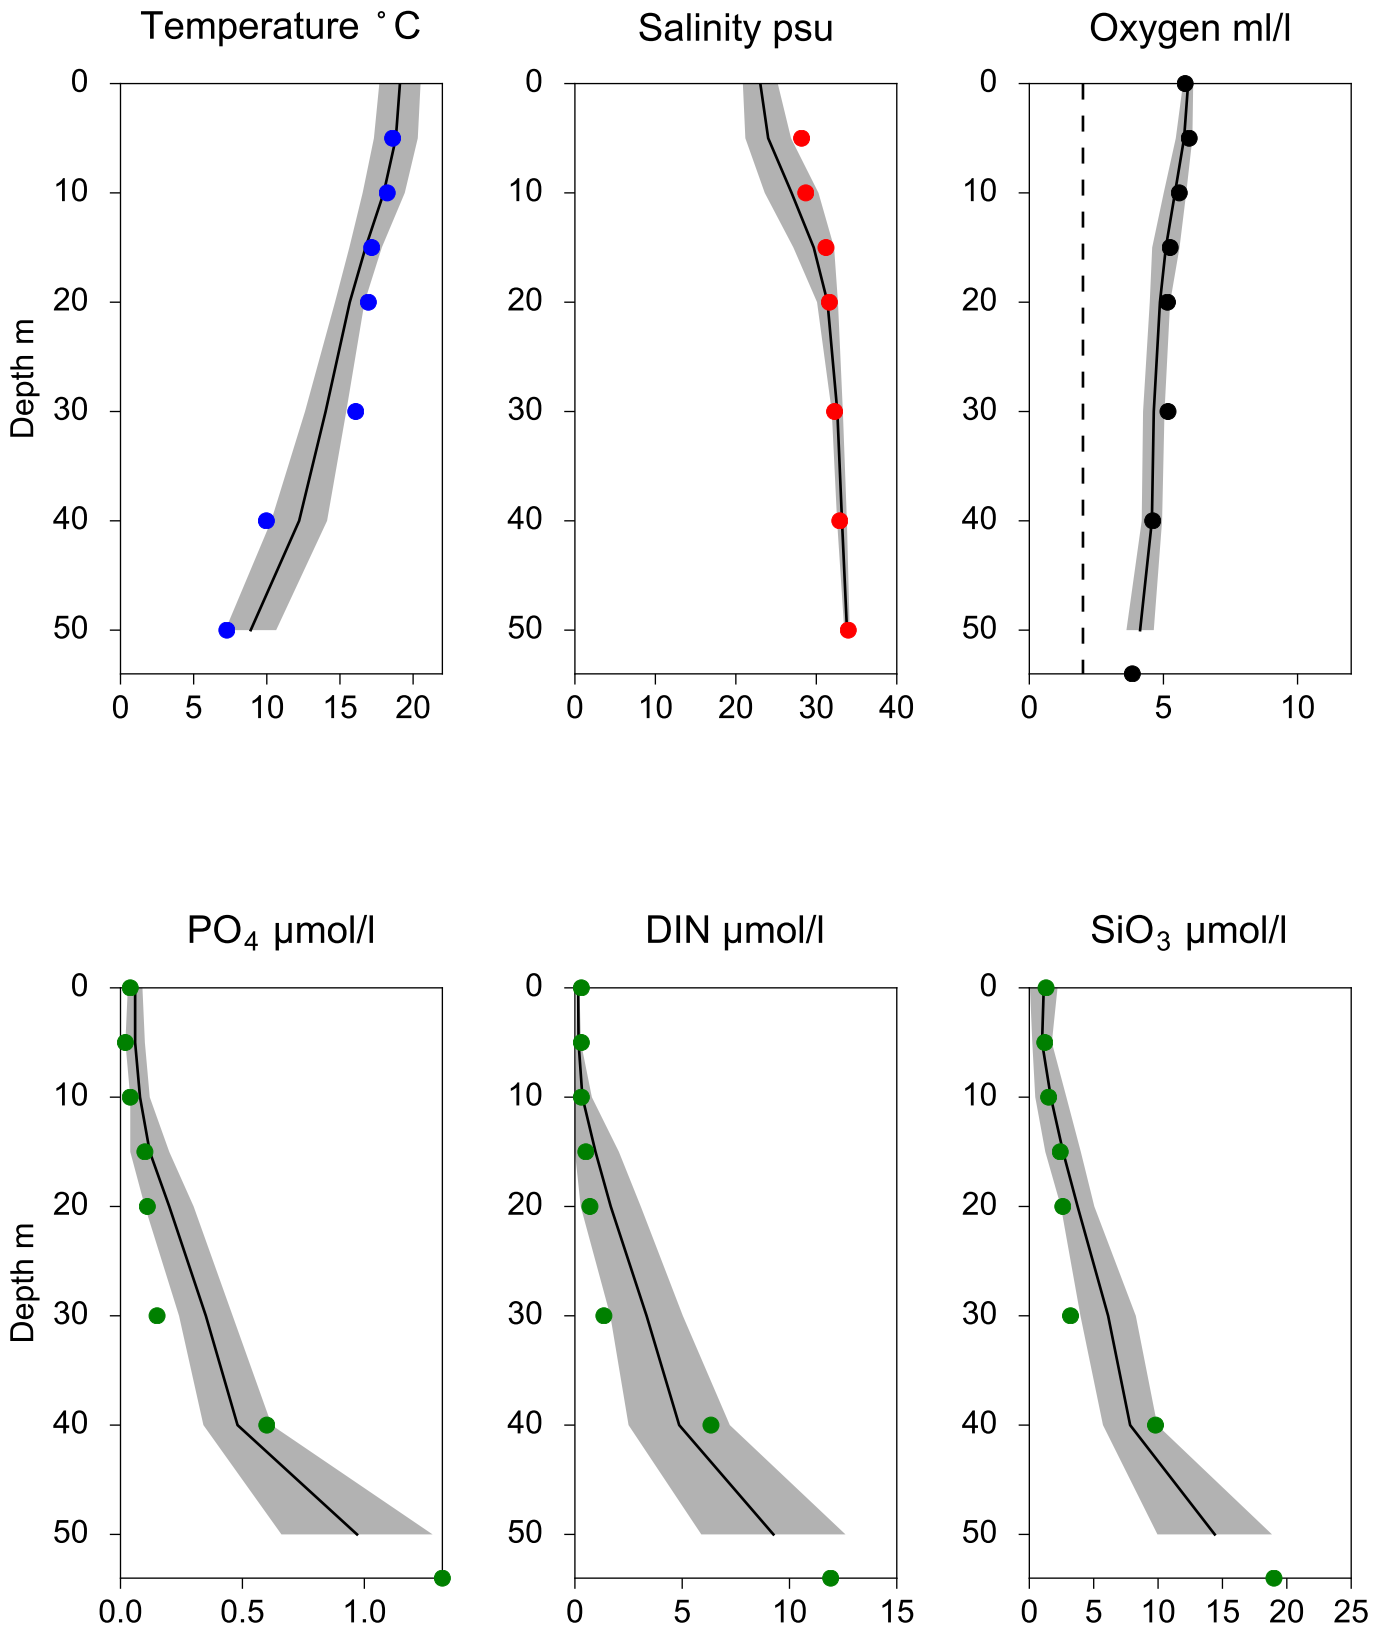 Temperature °C
0
10
20
30
40
50
Depth m
0 5 10 15 20
Salinity psu
0
10
20
30
40
50
0 10 20 30 40
Oxygen ml/l
0
10
20
30
40
50
0 5 10
PO₄ µmol/l
0
10
20
30
40
50
Depth m
0.0 0.5 1.0
DIN µmol/l
0
10
20
30
40
50
0 5 10 15
SiO₃ µmol/l
0
10
20
30
40
50
0 5 10 15 20 25